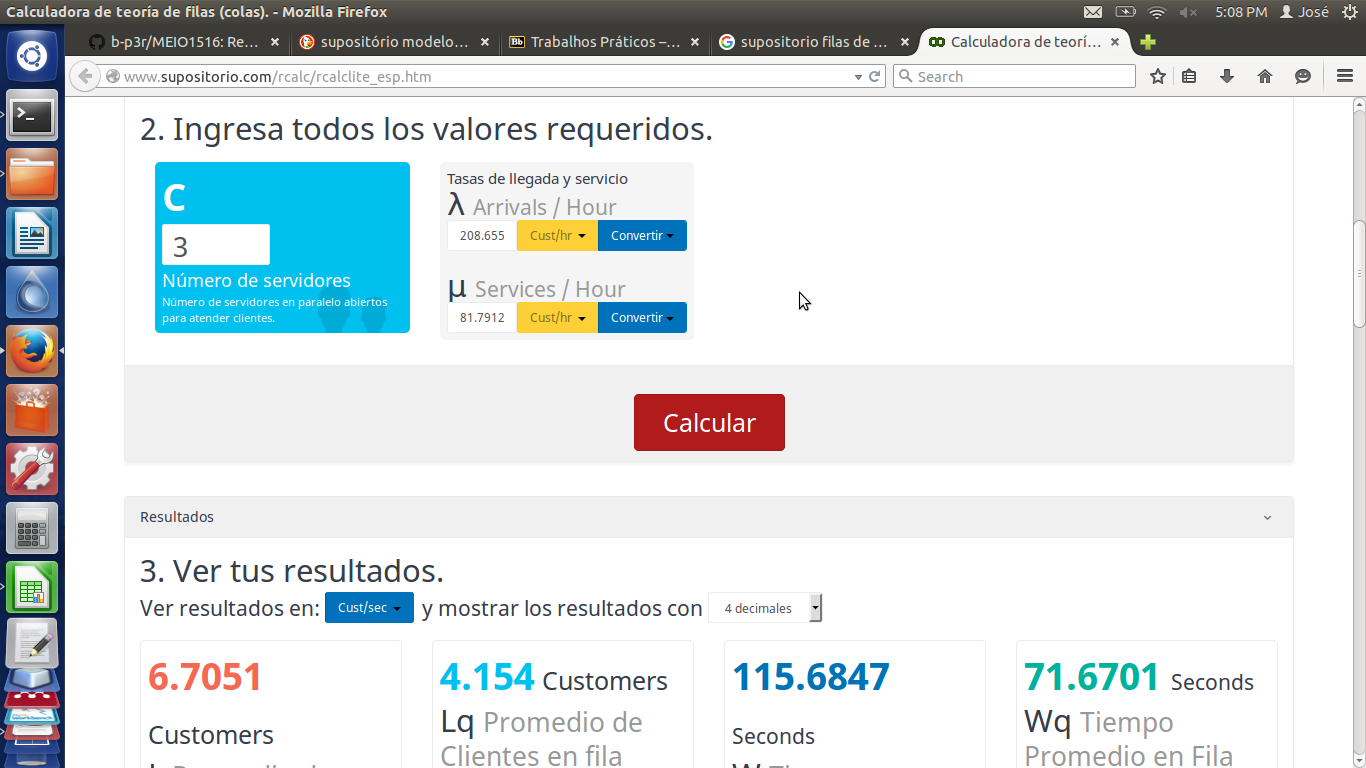 Calculadora de teoría de filas (colas). - Mozilla Firefox
5:08 PM José
b-p3r/MEIO1516: Re...
supositório modelo...
Bb Trabalhos Práticos –...
supositorio filas de ...
Calculadora de teorí...
www.supositorio.com/rcalc/rcalclite_esp.htm
Search
2. Ingresa todos los valores requeridos.
C
3
Número de servidores
Número de servidores en paralelo abiertos
para atender clientes.
Tasas de llegada y servicio
λ Arrivals / Hour
208.655 Cust/hr Convertir
μ Services / Hour
81.7912 Cust/hr Convertir
Calcular
Resultados
3. Ver tus resultados.
Ver resultados en: Cust/sec y mostrar los resultados con 4 decimales
6.7051
Customers
4.154 Customers
Lq Promedio de
Clientes en fila
115.6847
Seconds
71.6701 Seconds
Wq Tiempo
Promedio en Fila